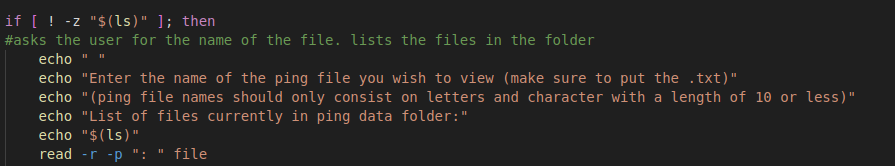 if [ ! -z "$(ls)" ]; then
#asks the user for the name of the file. lists the files in the folder
echo " "
echo "Enter the name of the ping file you wish to view (make sure to put the .txt)"
echo "(ping file names should only consist on letters and character with a length of 10 or less)"
echo "List of files currently in ping data folder:"
echo "$(ls)"
read -r -p ": " file